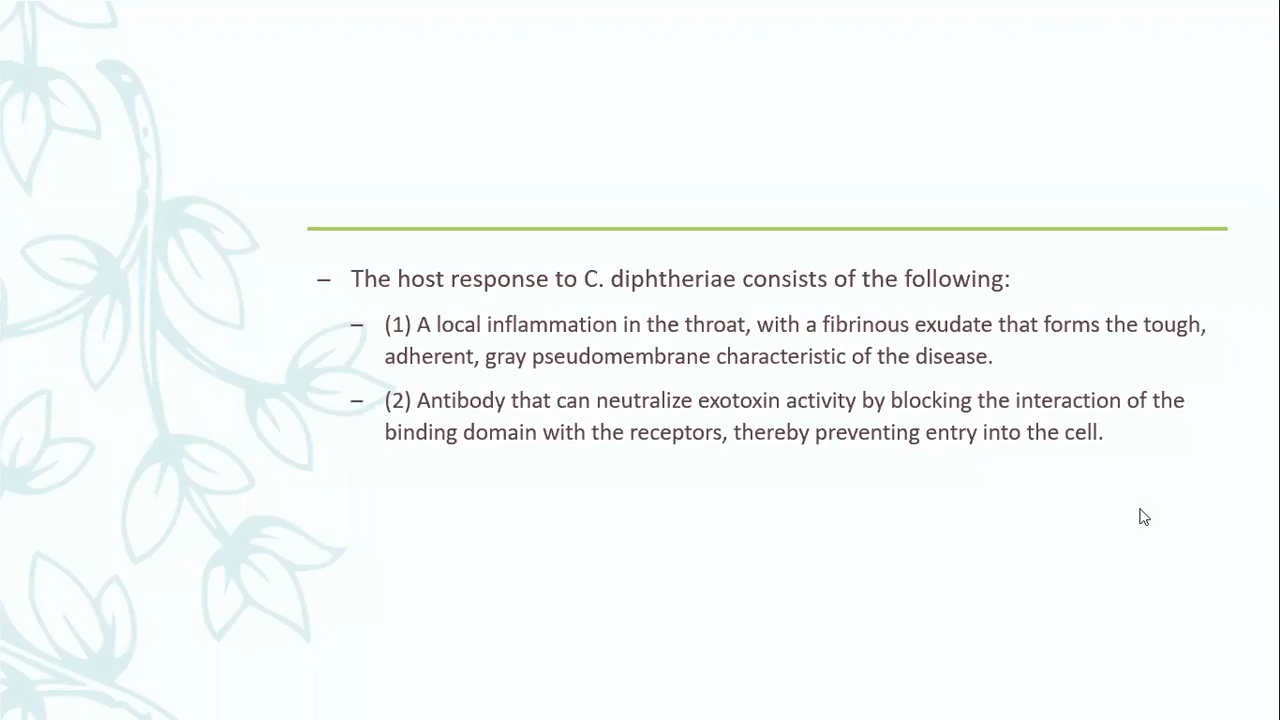 – The host response to C. diphtheriae consists of the following:
– (1) A local inflammation in the throat, with a fibrinous exudate that forms the tough,
adherent, gray pseudomembrane characteristic of the disease.
– (2) Antibody that can neutralize exotoxin activity by blocking the interaction of the
binding domain with the receptors, thereby preventing entry into the cell.